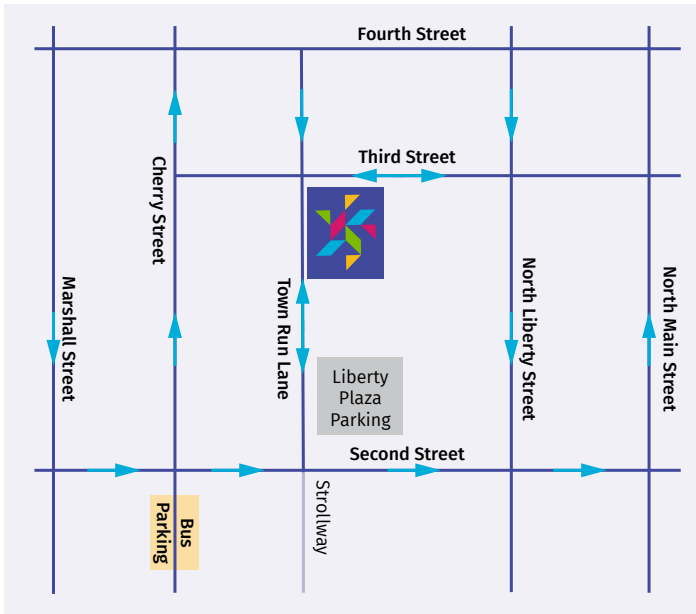 Fourth Street
Third Street
Cherry Street
Marshall Street
Town Run Lane
North Liberty Street
North Main Street
Liberty
Plaza
Parking
Second Street
Strollway
Bus
Parking